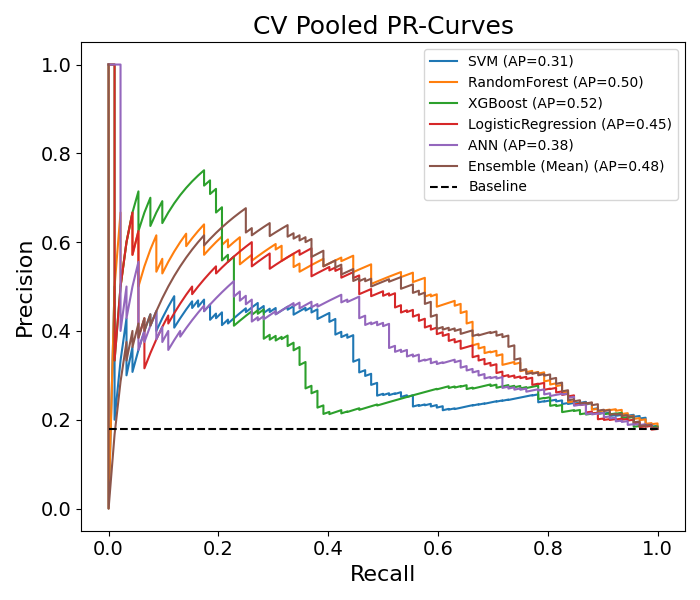 CV Pooled PR-Curves
SVM (AP=0.31)
RandomForest (AP=0.50)
XGBoost (AP=0.52)
LogisticRegression (AP=0.45)
ANN (AP=0.38)
Ensemble (Mean) (AP=0.48)
Baseline
Precision
1.0
0.8
0.6
0.4
0.2
0.0
0.0 0.2 0.4 0.6 0.8 1.0
Recall